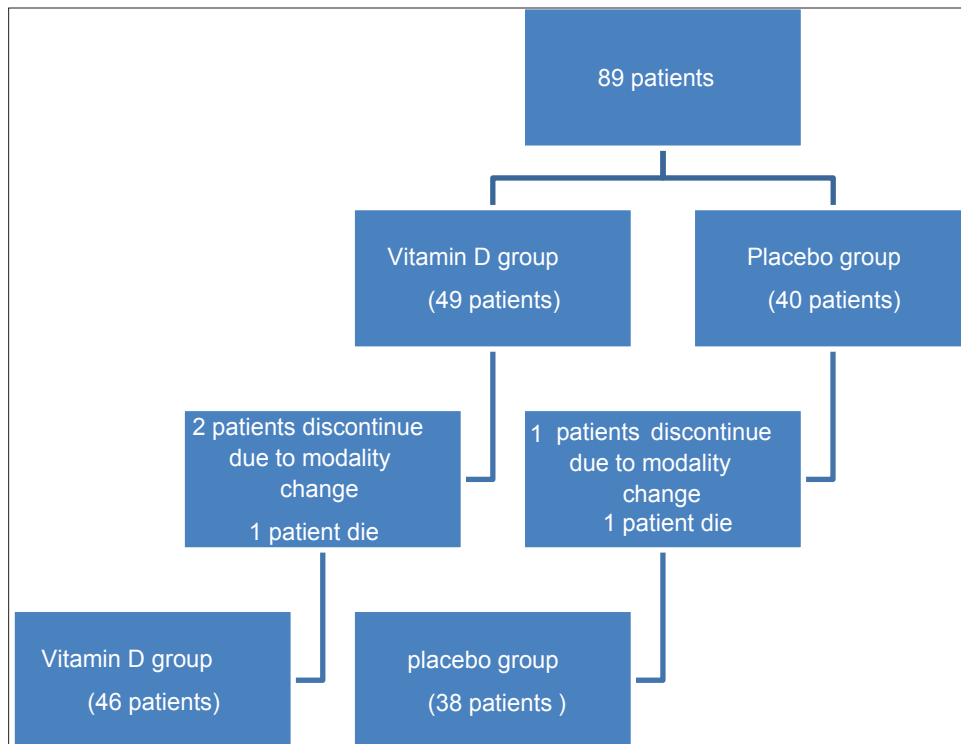 89 patients
Vitamin D group
(49 patients)
Placebo group
(40 patients)
2 patients discontinue
due to modality
change
1 patient die
1 patients discontinue
due to modality
change
1 patient die
Vitamin D group
(46 patients)
placebo group
(38 patients )